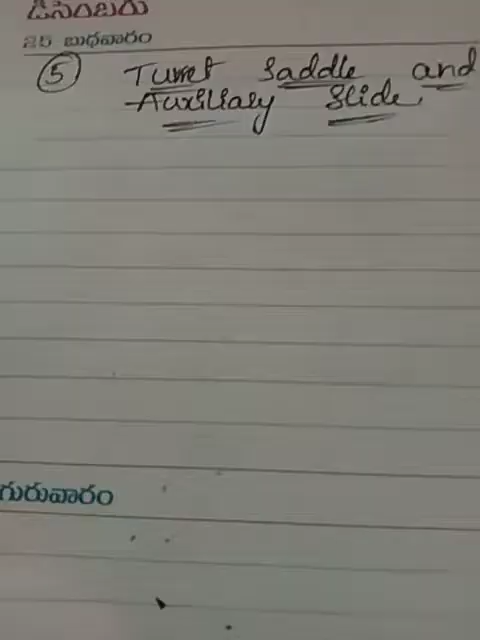 డిసెంబరు
25 బుధవారం
5 Turret Saddle and
Auxiliary Slide.
గురువారం